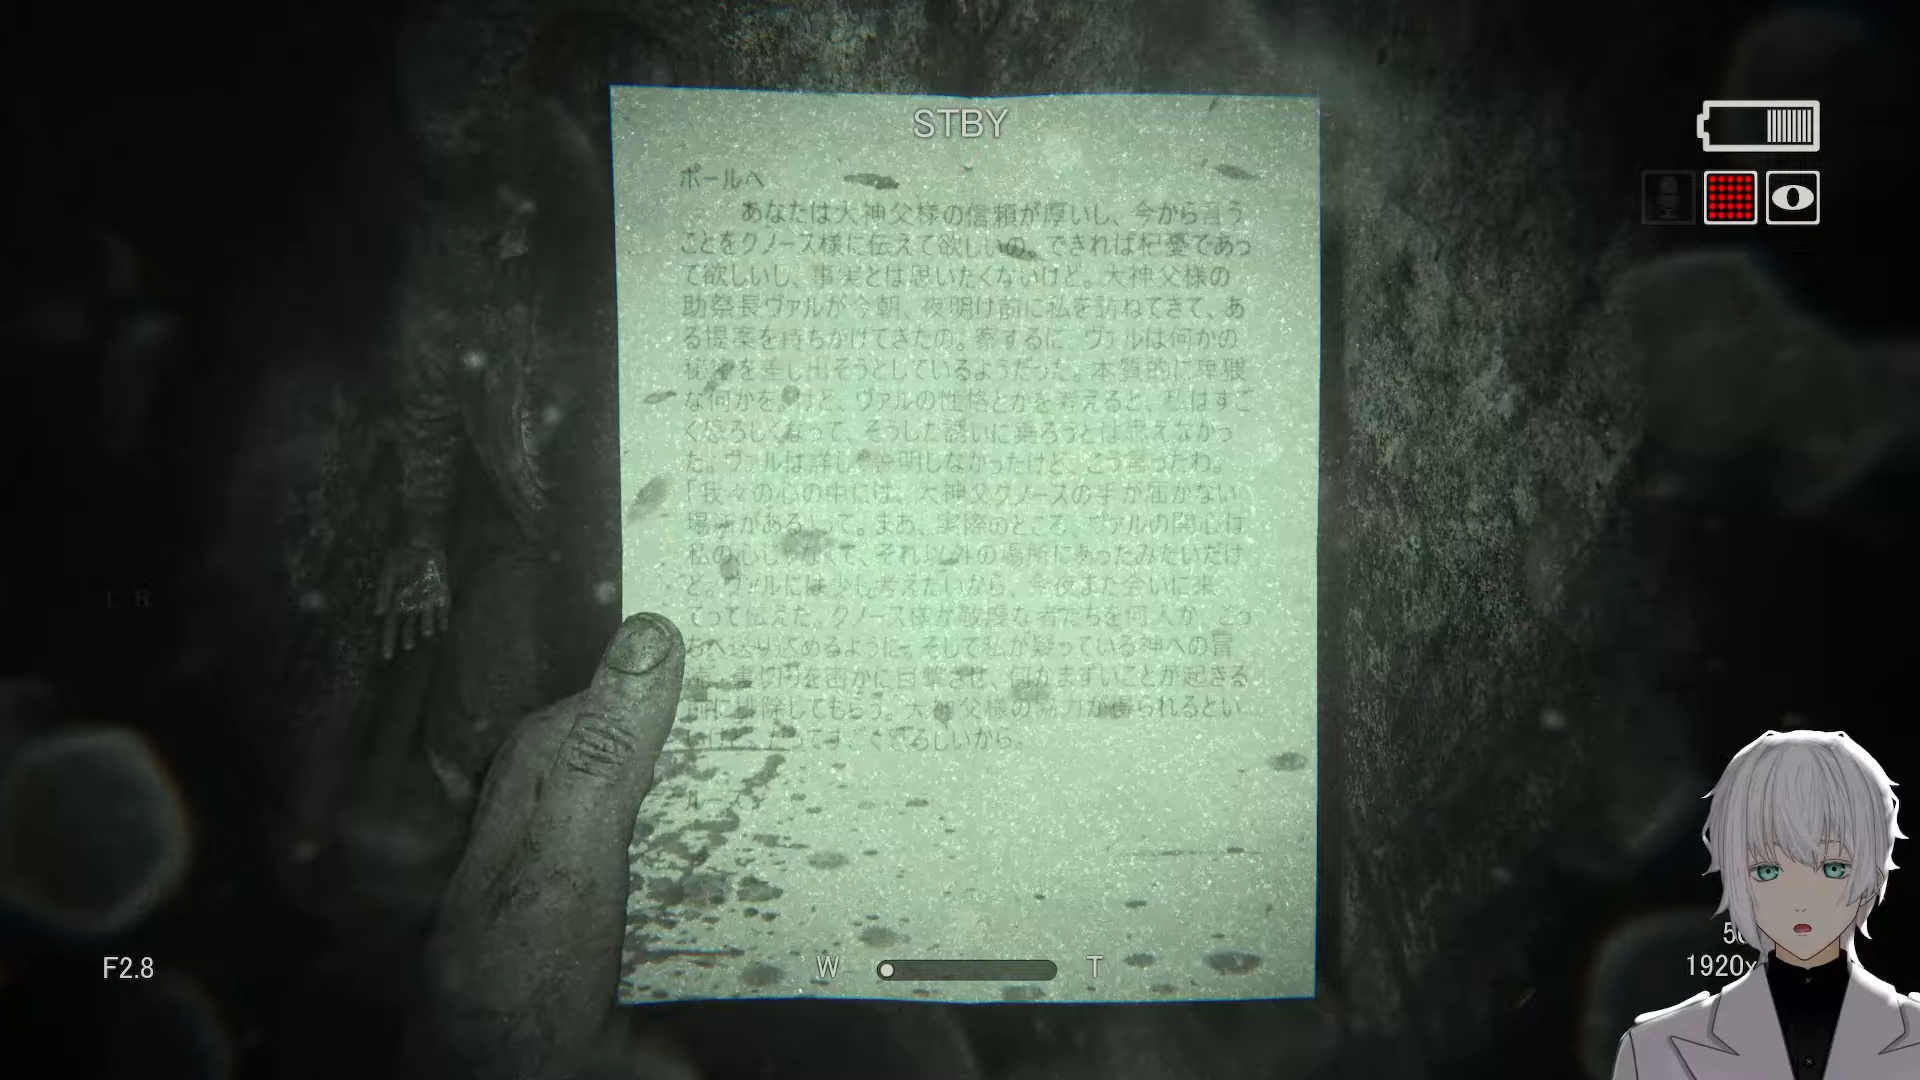 STBY
ポールへ
あなたは大神父様の信頼が厚いし、今から言う
ことをクノース様に伝えて欲しいの。できれば杞憂であっ
て欲しいし、事実とは思いたくないけど。大神父様の
助祭長ヴァルが今朝、夜明け前に私を訪ねてきて、あ
る提案を持ちかけてきたの。察するに、ヴァルは何かの
秘密を差し出そうとしているようだった。本質的に卑猥
な何かを。けど、ヴァルの性格とかを考えると、私はすご
く恐ろしくなって、そうした誘いに乗ろうとは思えなかっ
た。ヴァルは詳しく説明しなかったけど、こう言ったわ。
「我々の心の中には、大神父クノースの手が届かない
場所がある」って。まあ、実際のところ、ヴァルの関心は
私の心じゃなくて、それ以外の場所にあったみたいだけ
ど。ヴァルには少し考えたいから、今夜また会いに来
てって伝えた。クノース様が敬虔な者たちを何人か、こっ
ちへ送り込めるように。そして私が疑っている神への冒
裏切りを密かに目撃させ、何かまずいことが起きる
前に排除してもらう。大神父様の協力が得られるとい
すごく恐ろしいから。
L R
F2.8
W
T
1920x